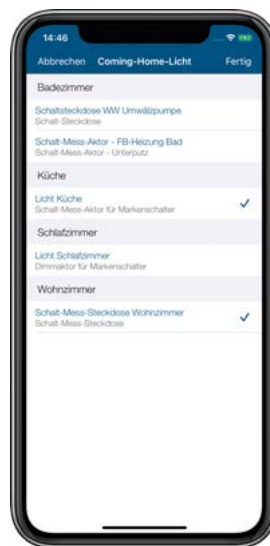 14:46
Abbrechen Coming-Home-Licht Fertig
Badezimmer
Schaltsteckdose WW Umwälzpumpe
Schalt-Steckdose
Schalt-Mess-Aktor - FB-Heizung Bad
Schalt-Mess-Aktor - Unterputz
Küche
Licht Küche
Schalt-Mess-Aktor für Markenschalter
Schlafzimmer
Licht Schlafzimmer
Dimmaktor für Markenschalter
Wohnzimmer
Schalt-Mess-Steckdose Wohnzimmer
Schalt-Mess-Steckdose